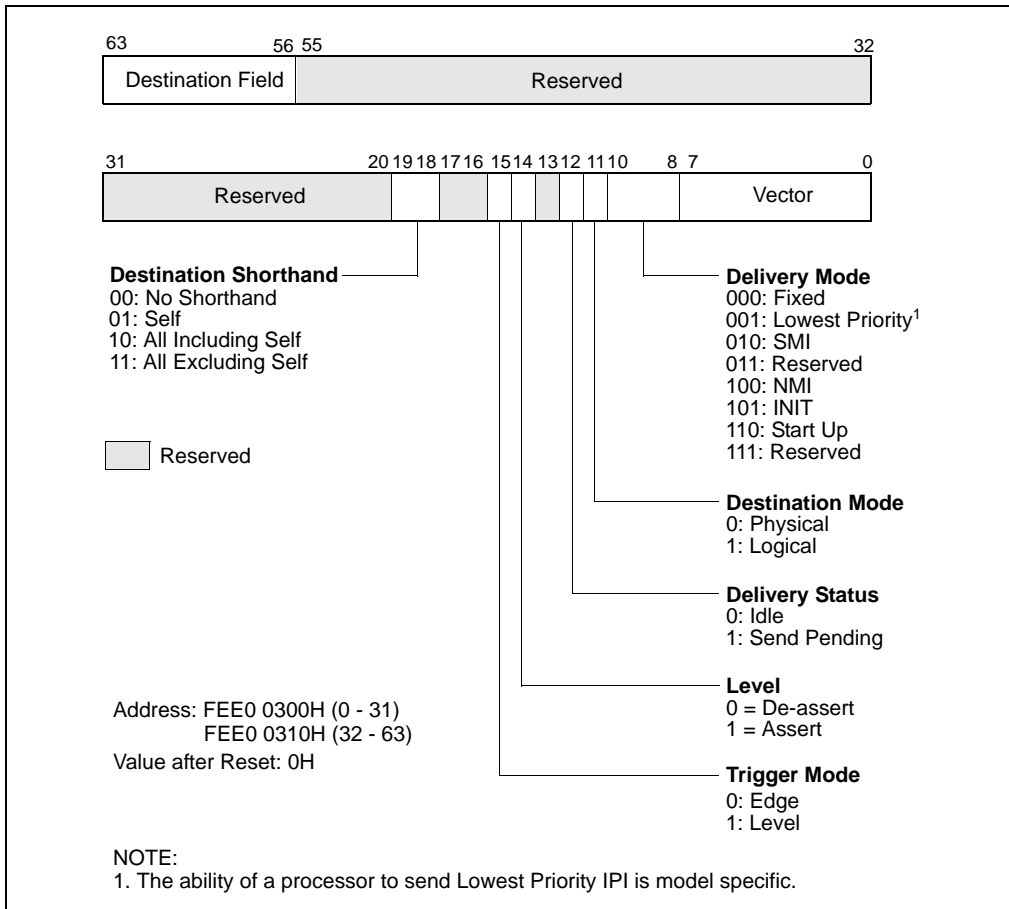 63 56 55 32
Destination Field Reserved
31 20 19 18 17 16 15 14 13 12 11 10 8 7 0
Reserved Vector
Destination Shorthand
00: No Shorthand
01: Self
10: All Including Self
11: All Excluding Self
Reserved
Delivery Mode
000: Fixed
001: Lowest Priority¹
010: SMI
011: Reserved
100: NMI
101: INIT
110: Start Up
111: Reserved
Destination Mode
0: Physical
1: Logical
Delivery Status
0: Idle
1: Send Pending
Level
0 = De-assert
1 = Assert
Trigger Mode
0: Edge
1: Level
Address: FEE0 0300H (0 - 31)
FEE0 0310H (32 - 63)
Value after Reset: 0H
NOTE:
1. The ability of a processor to send Lowest Priority IPI is model specific.